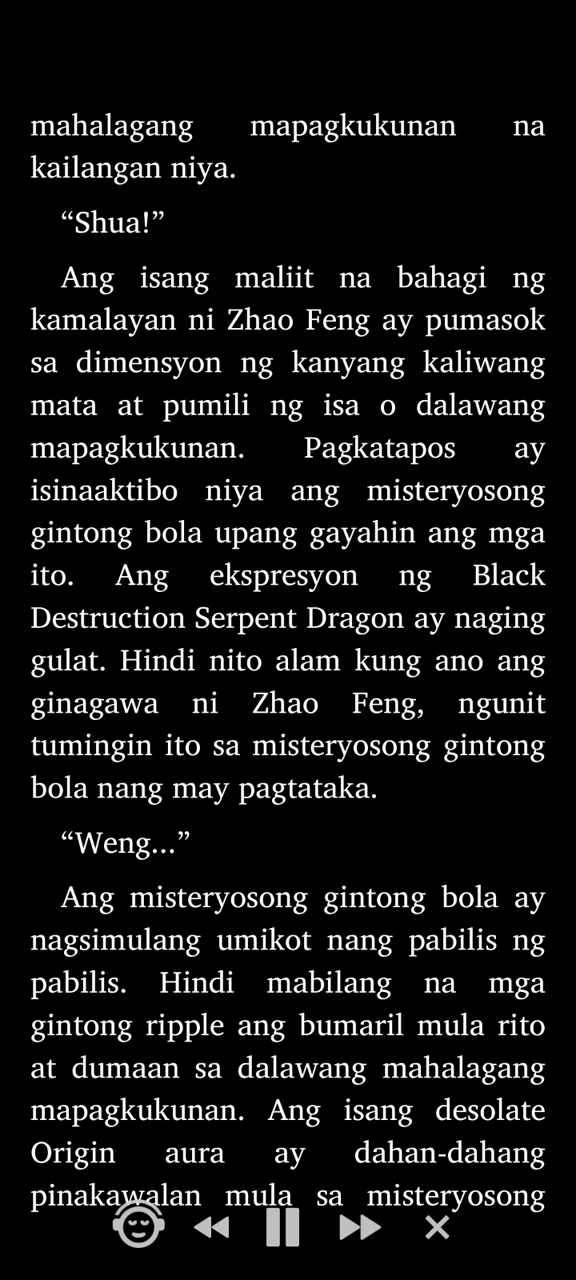 mahalagang mapagkukunan na
kailangan niya.
“Shua!”
Ang isang maliit na bahagi ng
kamalayan ni Zhao Feng ay pumasok
sa dimensyon ng kanyang kaliwang
mata at pumili ng isa o dalawang
mapagkukunan. Pagkatapos ay
isinaaktibo niya ang misteryosong
gintong bola upang gayahin ang mga
ito. Ang ekspresyon ng Black
Destruction Serpent Dragon ay naging
gulat. Hindi nito alam kung ano ang
ginagawa ni Zhao Feng, ngunit
tumingin ito sa misteryosong gintong
bola nang may pagtataka.
“Weng...”
Ang misteryosong gintong bola ay
nagsimulang umikot nang pabilis ng
pabilis. Hindi mabilang na mga
gintong ripple ang bumaril mula rito
at dumaan sa dalawang mahalagang
mapagkukunan. Ang isang desolate
Origin aura ay dahan-dahang
pinakawalan mula sa misteryosong